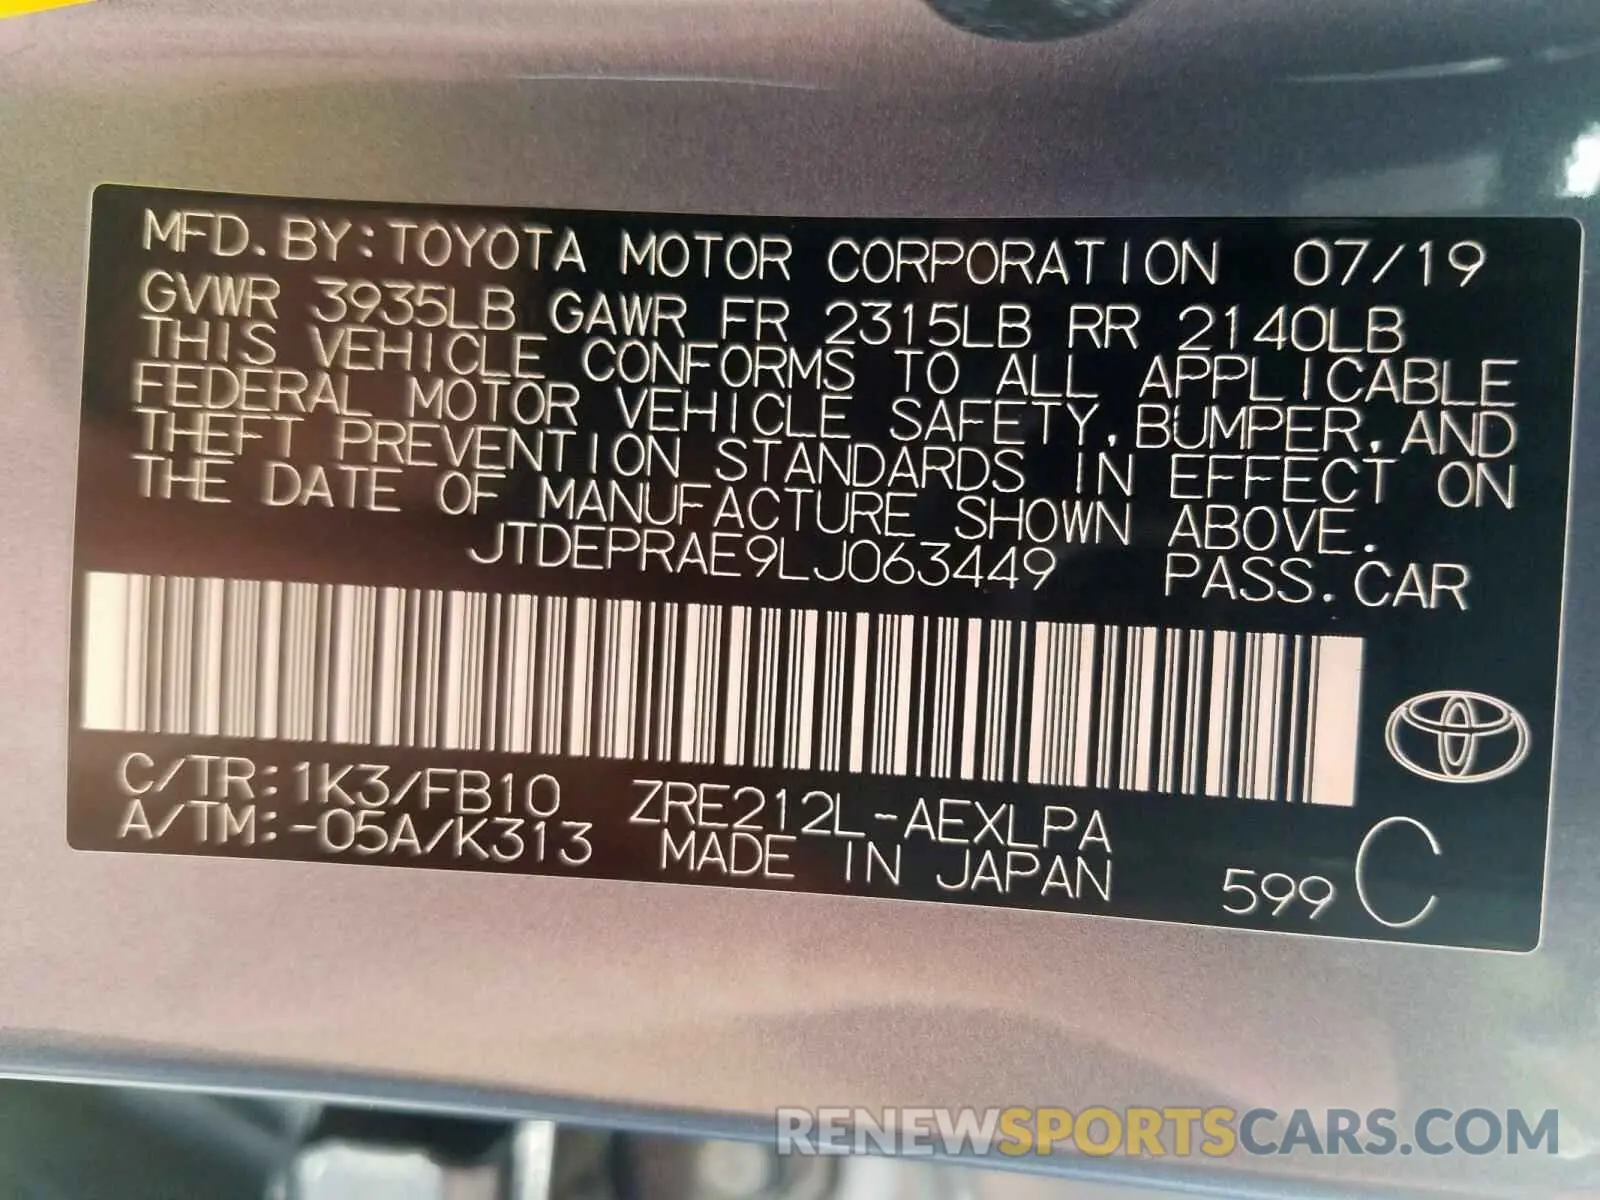 MFD. BY: TOYOTA MOTOR CORPORATION 07/19
GVWR 3935LB GAWR FR 2315LB RR 2140LB
THIS VEHICLE CONFORMS TO ALL APPLICABLE
FEDERAL MOTOR VEHICLE SAFETY, BUMPER, AND
THEFT PREVENTION STANDARDS IN EFFECT ON
THE DATE OF MANUFACTURE SHOWN ABOVE.
JTDEPRAE9LJ063449 PASS. CAR
C/TR: 1K3/FB10 ZRE212L-AEXLPA
A/TM: -05A/K313 MADE IN JAPAN 599 C
RENEWSPORTSCARS.COM